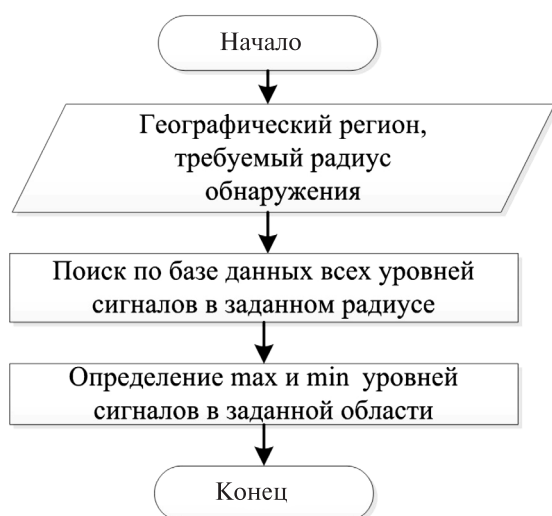 Начало
Географический регион,
требуемый радиус
обнаружения
Поиск по базе данных всех уровней
сигналов в заданном радиусе
Определение max и min уровней
сигналов в заданной области
Конец